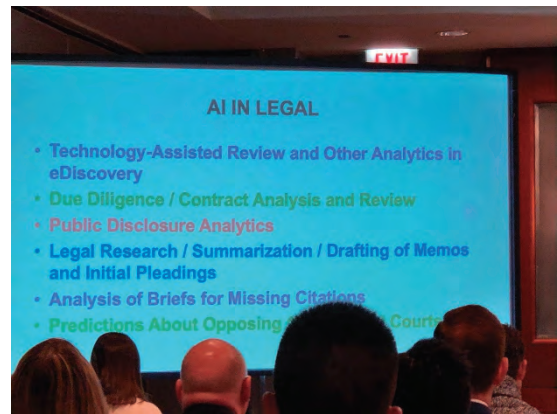 EXIT
AI IN LEGAL
• Technology-Assisted Review and Other Analytics in
eDiscovery
• Due Diligence / Contract Analysis and Review
• Public Disclosure Analytics
• Legal Research / Summarization / Drafting of Memos
and Initial Pleadings
• Analysis of Briefs for Missing Citations
• Predictions About Opposing Courts